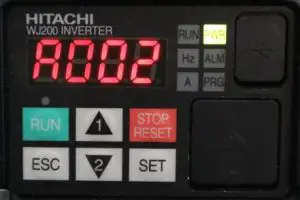 HITACHI
WJ200 INVERTER
A002
RUN PWR
Hz ALM
A PRG
RUN 1 STOP RESET
ESC 2 SET